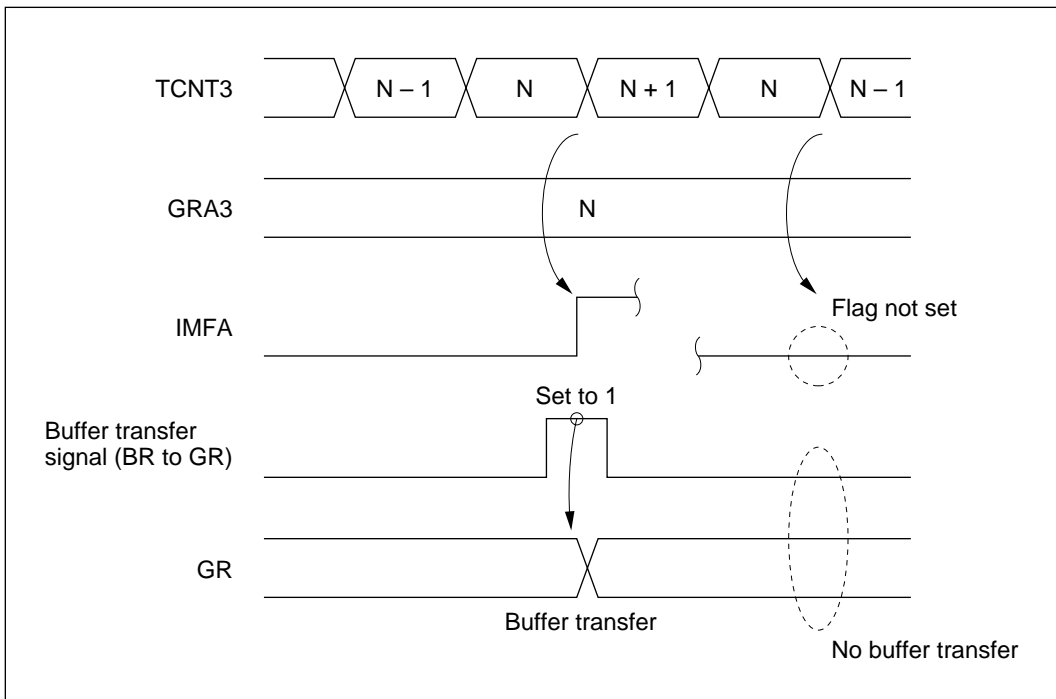 TCNT3
N – 1
N
N + 1
N
N – 1
GRA3
N
IMFA
Flag not set
Set to 1
Buffer transfer
signal (BR to GR)
GR
Buffer transfer
No buffer transfer